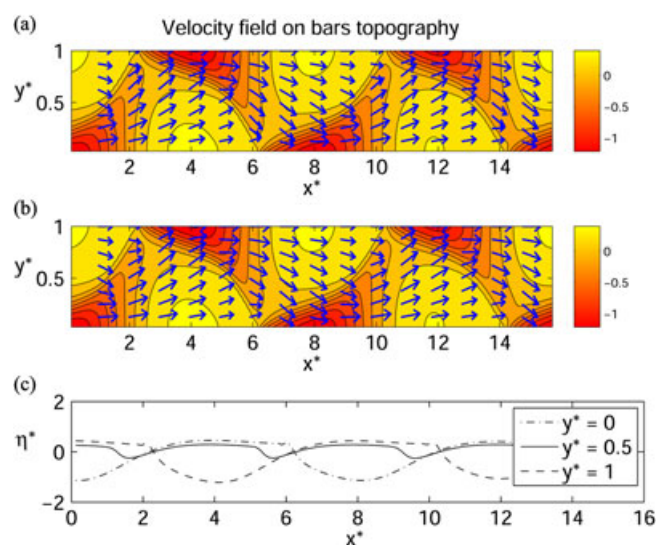 (a)
Velocity field on bars topography
1
y*
0.5
0
−0.5
−1
2 4 6 8 10 12 14
x*
(b)
1
y*
0.5
0
−0.5
−1
2 4 6 8 10 12 14
x*
(c)
2
η*
0
−2
y* = 0
y* = 0.5
y* = 1
0 2 4 6 8 10 12 14 16
x*